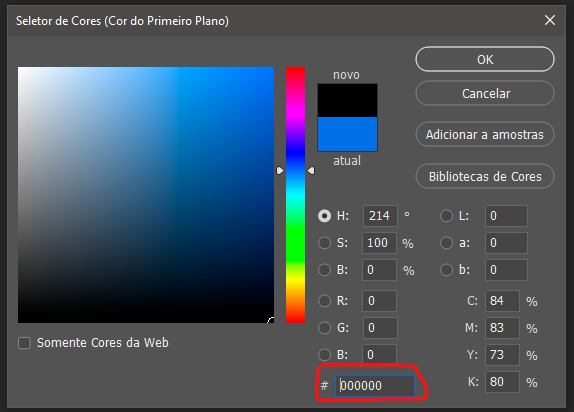 Seletor de Cores (Cor do Primeiro Plano)
novo
atual
OK
Cancelar
Adicionar a amostras
Bibliotecas de Cores
H: 214 °
S: 100 %
B: 0 %
R: 0
G: 0
B: 0
# 000000
L: 0
a: 0
b: 0
C: 84 %
M: 83 %
Y: 73 %
K: 80 %
Somente Cores da Web